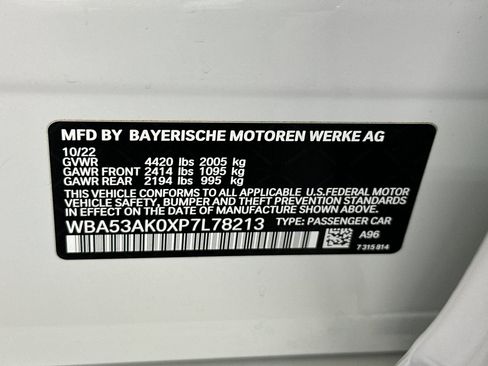 MFD BY BAYERISCHE MOTOREN WERKE AG
10/22
GVWR 4420 lbs 2005 kg
GAWR FRONT 2414 lbs 1095 kg
GAWR REAR 2194 lbs 995 kg
THIS VEHICLE CONFORMS TO ALL APPLICABLE U.S.FEDERAL MOTOR
VEHICLE SAFETY, BUMPER AND THEFT PREVENTION STANDARDS
IN EFFECT ON THE DATE OF MANUFACTURE SHOWN ABOVE.
WBA53AK0XP7L78213 TYPE: PASSENGER CAR
A96
7 315 814